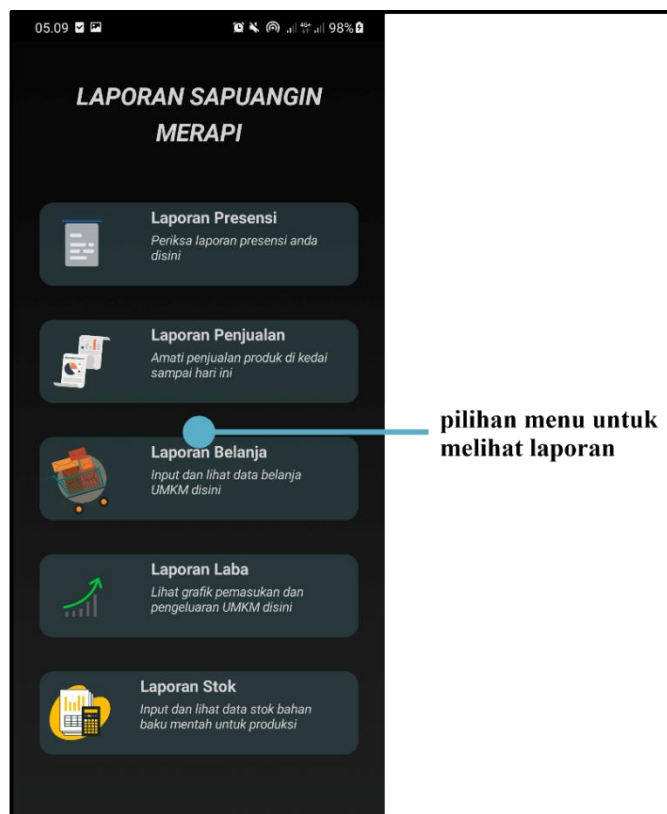 05.09 98%
LAPORAN SAPUANGIN
MERAPI
Laporan Presensi
Periksa laporan presensi anda
disini
Laporan Penjualan
Amati penjualan produk di kedai
sampai hari ini
pilihan menu untuk
melihat laporan
Laporan Belanja
Input dan lihat data belanja
UMKM disini
Laporan Laba
Lihat grafik pemasukan dan
pengeluaran UMKM disini
Laporan Stok
Input dan lihat data stok bahan
baku mentah untuk produksi